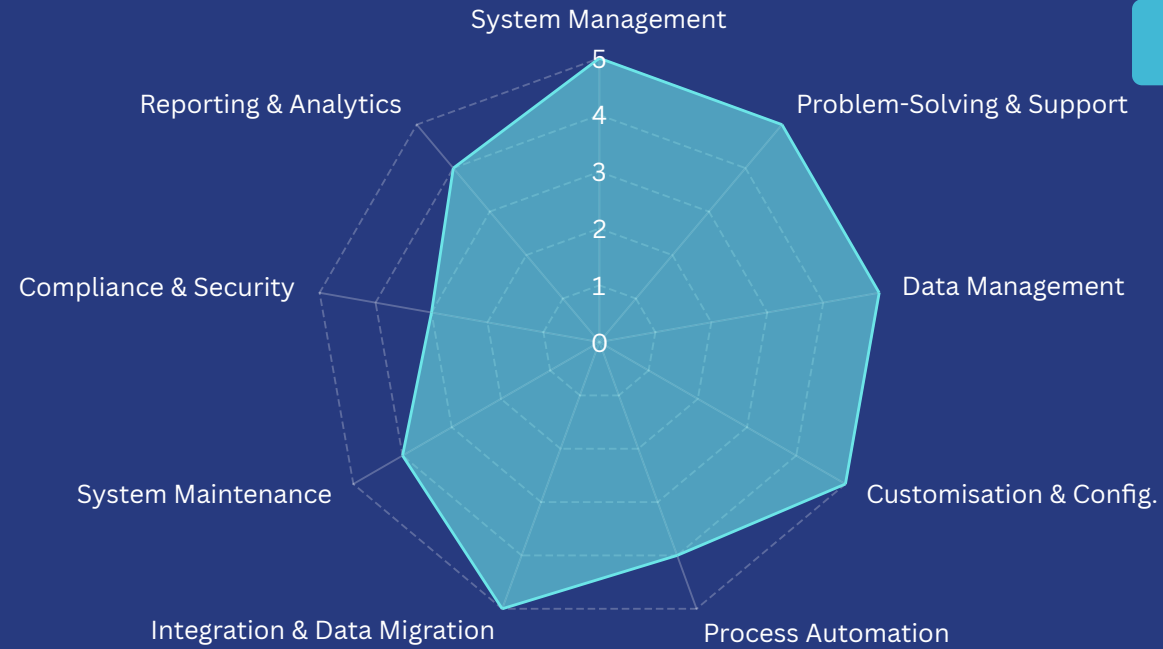 System Management
5
Reporting & Analytics
Problem-Solving & Support
4
3
2
Compliance & Security
1
Data Management
0
System Maintenance
Customisation & Config.
Integration & Data Migration
Process Automation